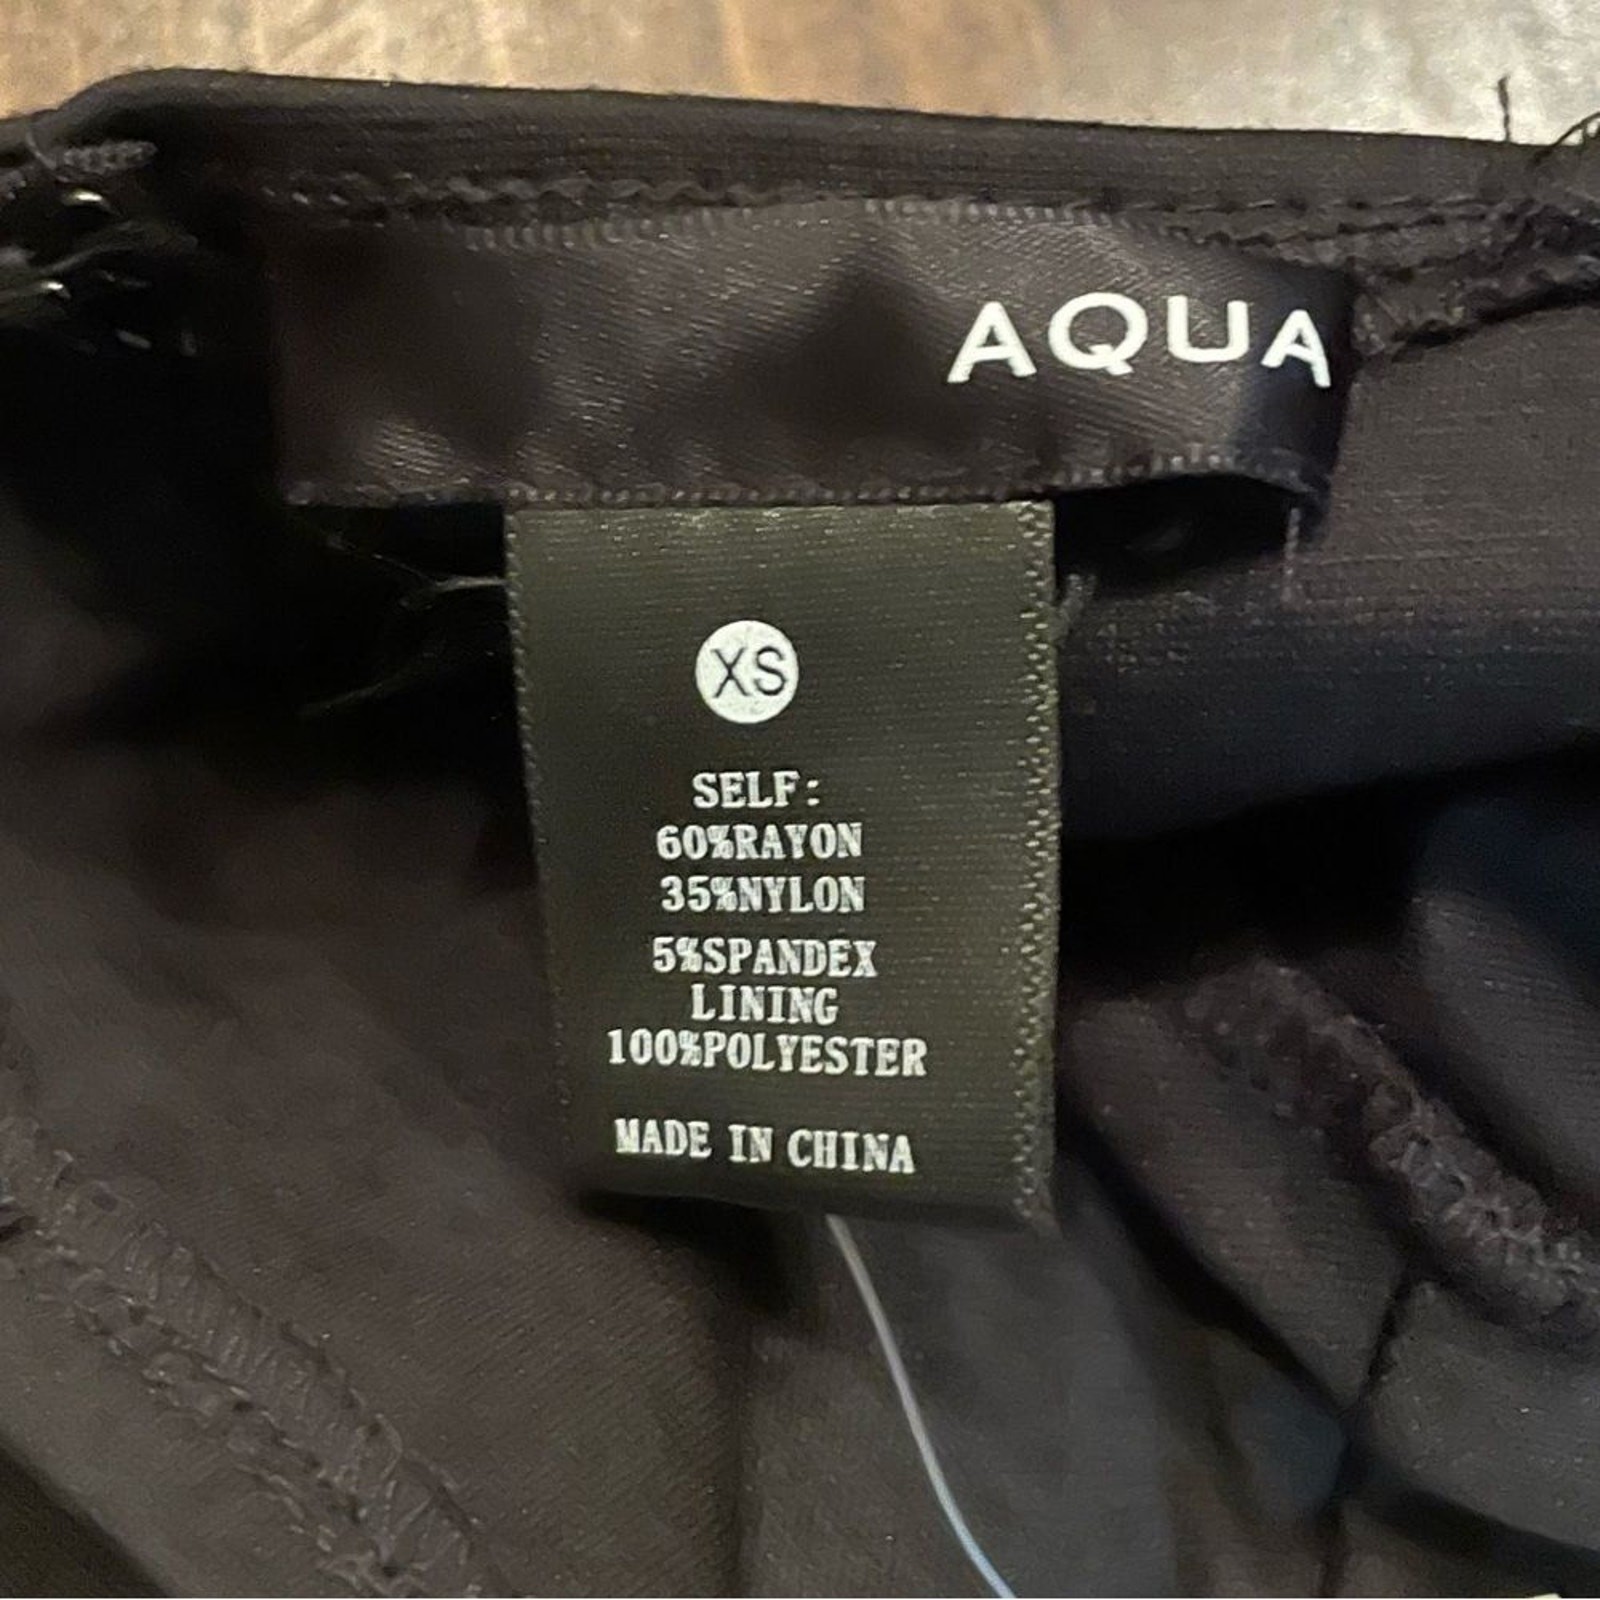 AQUA
XS
SELF:
60%RAYON
35%NYLON
5%SPANDEX
LINING
100%POLYESTER
MADE IN CHINA